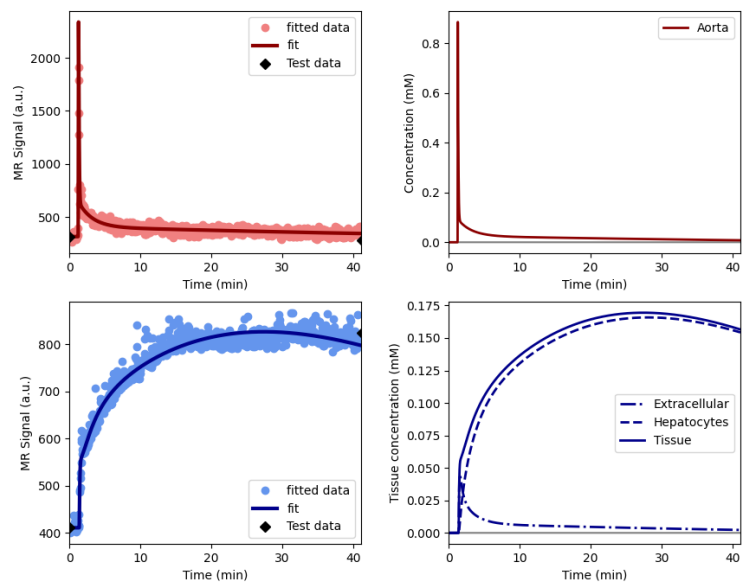 MR Signal (a.u.)
2000
1500
1000
500
0
10
20
30
40
Time (min)
fitted data
fit
Test data
Concentration (mM)
0.8
0.6
0.4
0.2
0.0
0
10
20
30
40
Time (min)
Aorta
MR Signal (a.u.)
800
700
600
500
400
0
10
20
30
40
Time (min)
fitted data
fit
Test data
Tissue concentration (mM)
0.175
0.150
0.125
0.100
0.075
0.050
0.025
0.000
0
10
20
30
40
Time (min)
Extracellular
Hepatocytes
Tissue